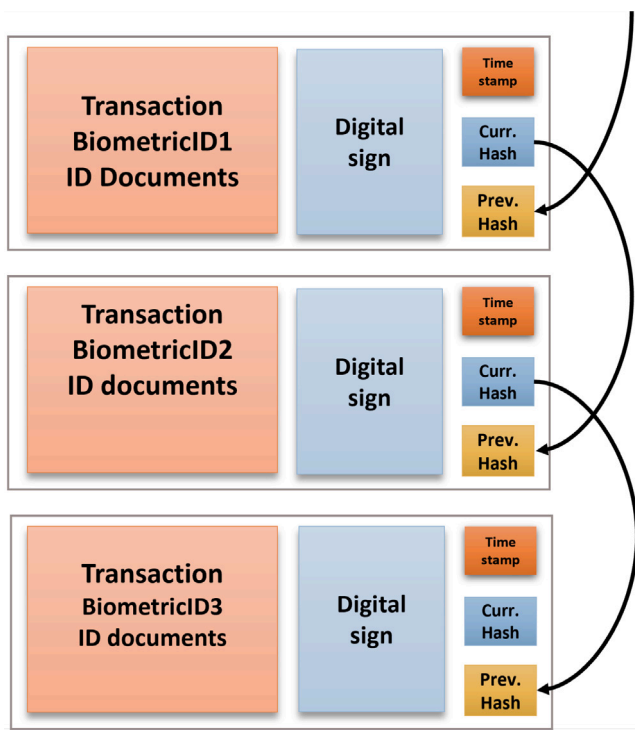 Transaction
BiometricID1
ID Documents
Digital
sign
Time
stamp
Curr.
Hash
Prev.
Hash
Transaction
BiometricID2
ID documents
Digital
sign
Time
stamp
Curr.
Hash
Prev.
Hash
Transaction
BiometricID3
ID documents
Digital
sign
Time
stamp
Curr.
Hash
Prev.
Hash